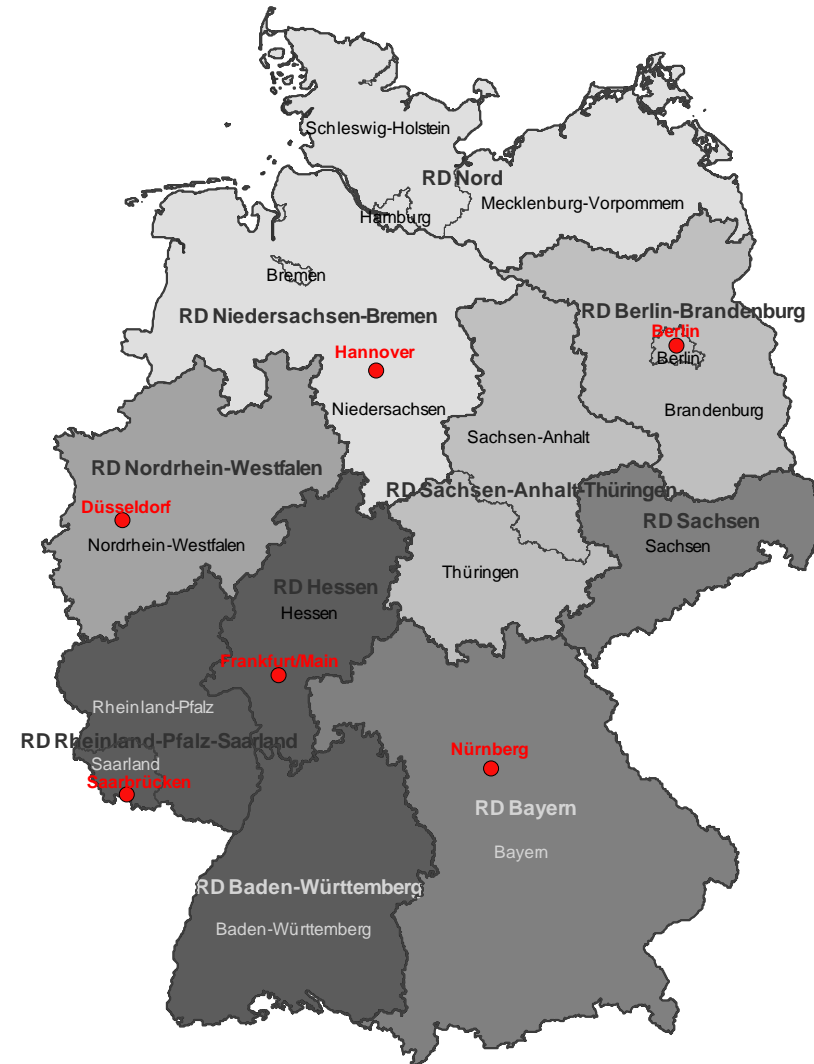 Schleswig-Holstein
RD Nord
Mecklenburg-Vorpommern
Hamburg
Bremen
RD Niedersachsen-Bremen
RD Berlin-Brandenburg
Berlin
Hannover
Berlin
Niedersachsen
Brandenburg
Sachsen-Anhalt
RD Nordrhein-Westfalen
RD Sachsen-Anhalt-Thüringen
Düsseldorf
RD Sachsen
Nordrhein-Westfalen
Sachsen
Thüringen
RD Hessen
Hessen
Frankfurt/Main
Rheinland-Pfalz
RD Rheinland-Pfalz-Saarland
Nürnberg
Saarland
Saarbrücken
RD Bayern
Bayern
RD Baden-Württemberg
Baden-Württemberg